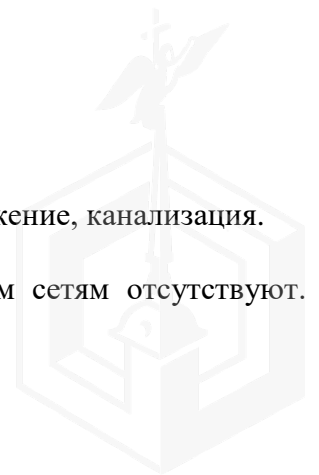 жение, канализация.
м сетям отсутствуют.